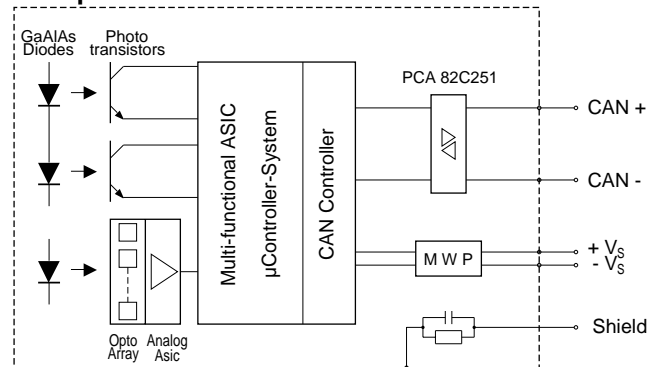 GaAlAs
Diodes
Photo
transistors
PCA 82C251
CAN +
CAN -
Multi-functional ASIC
µController-System
CAN Controller
M W P
+ VS
- VS
Shield
Opto
Array
Analog
Asic